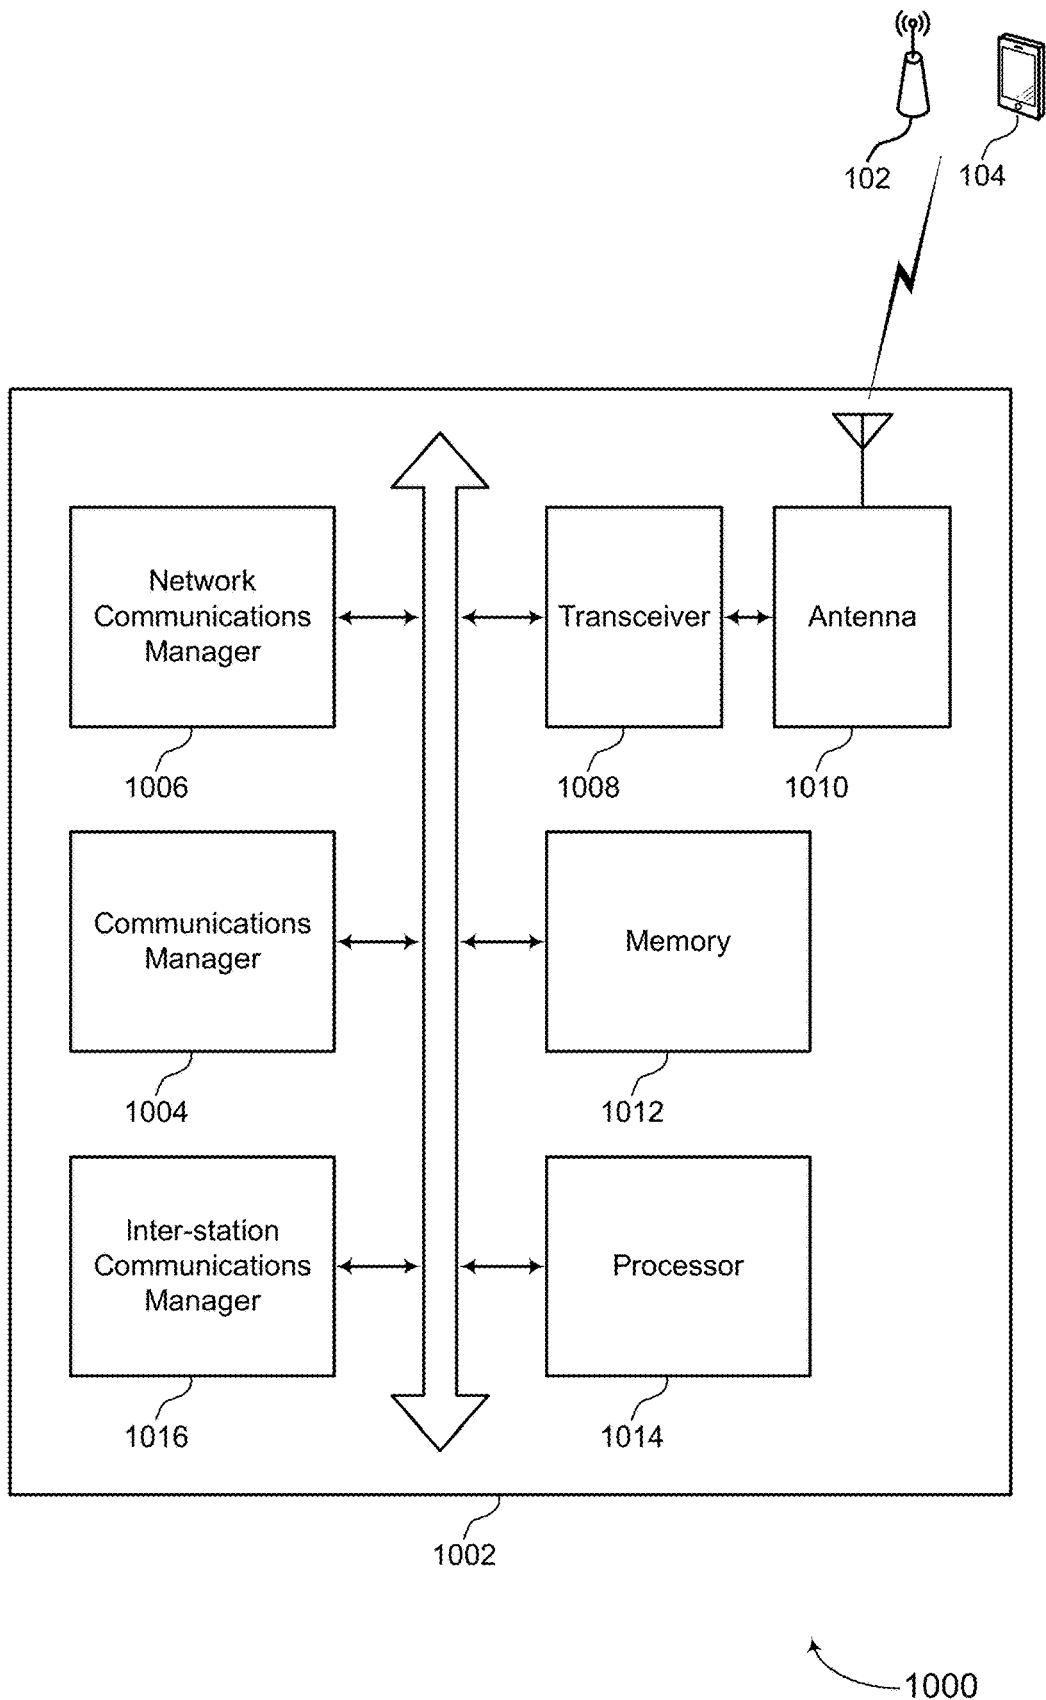 102
104
Network
Communications
Manager
1006
Transceiver
1008
Antenna
1010
Communications
Manager
1004
Memory
1012
Inter-station
Communications
Manager
1016
Processor
1014
1002
1000